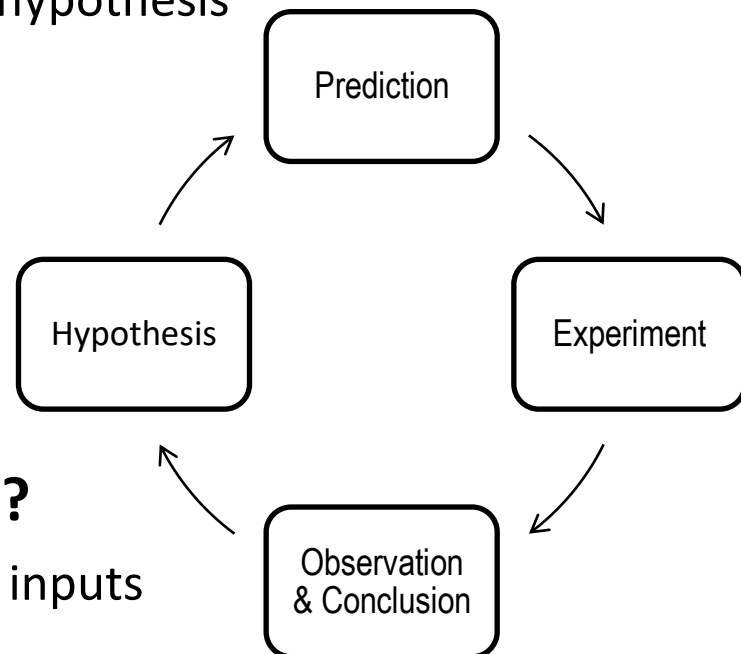 hypothesis
Prediction
Hypothesis
Experiment
?
inputs
Observation
& Conclusion